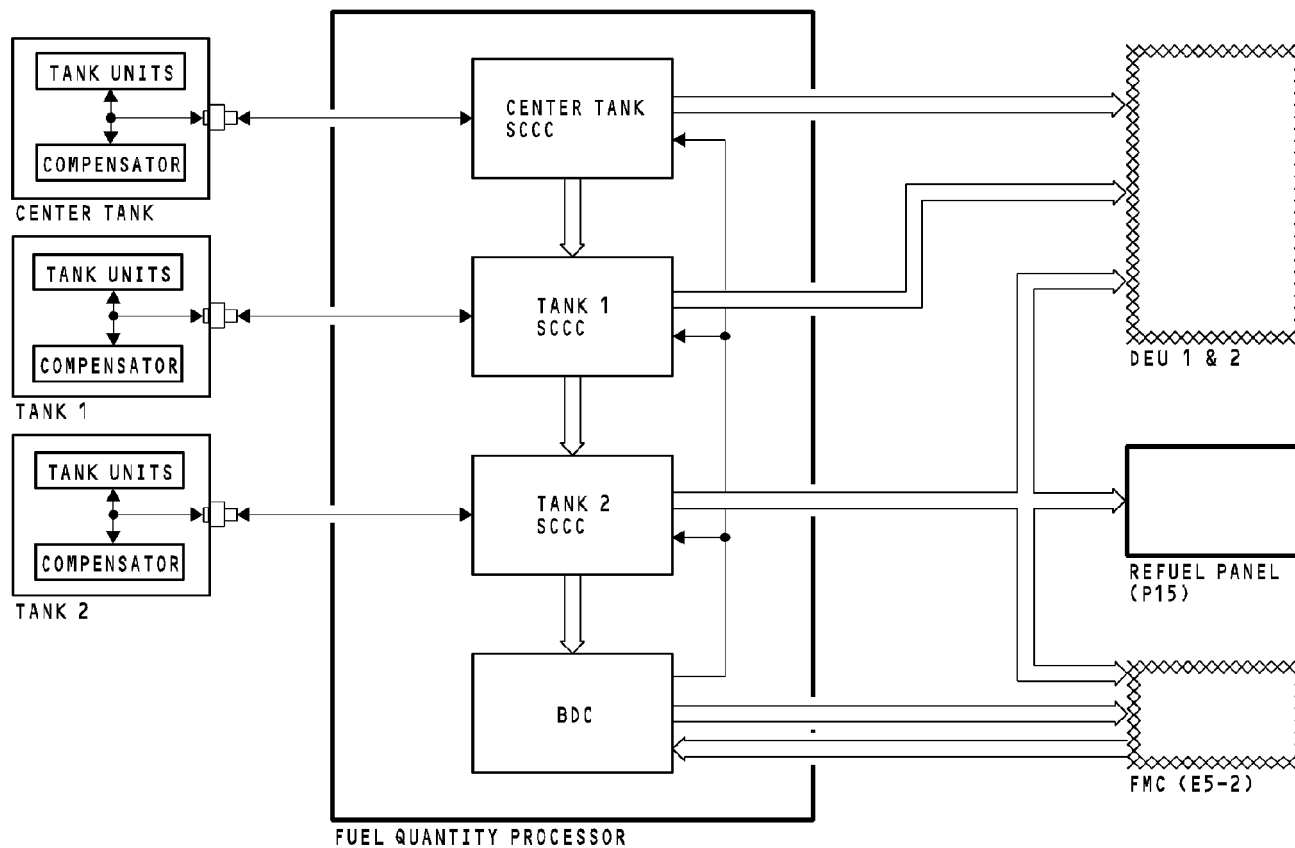 TANK UNITS
COMPENSATOR
CENTER TANK
TANK UNITS
COMPENSATOR
TANK 1
TANK UNITS
COMPENSATOR
TANK 2
CENTER TANK
SCCC
TANK 1
SCCC
TANK 2
SCCC
BDC
FUEL QUANTITY PROCESSOR
DEU 1 & 2
REFUEL PANEL
(P15)
FMC (E5-2)